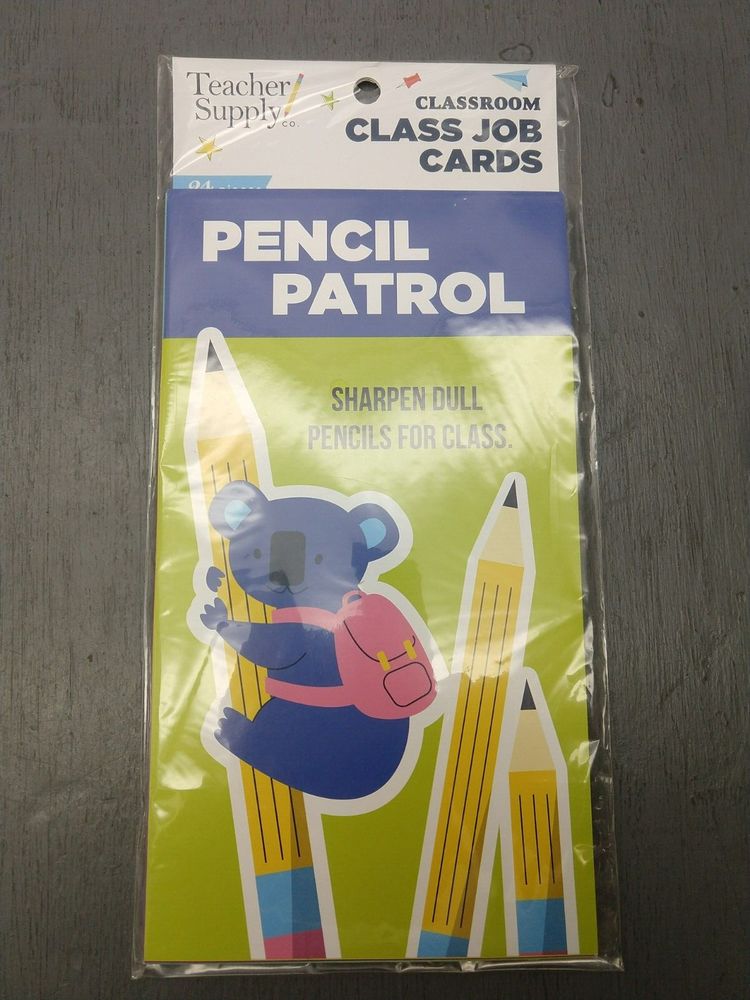 Teacher
Supply
CO.
CLASSROOM
CLASS JOB
CARDS
PENCIL
PATROL
SHARPEN DULL
PENCILS FOR CLASS.